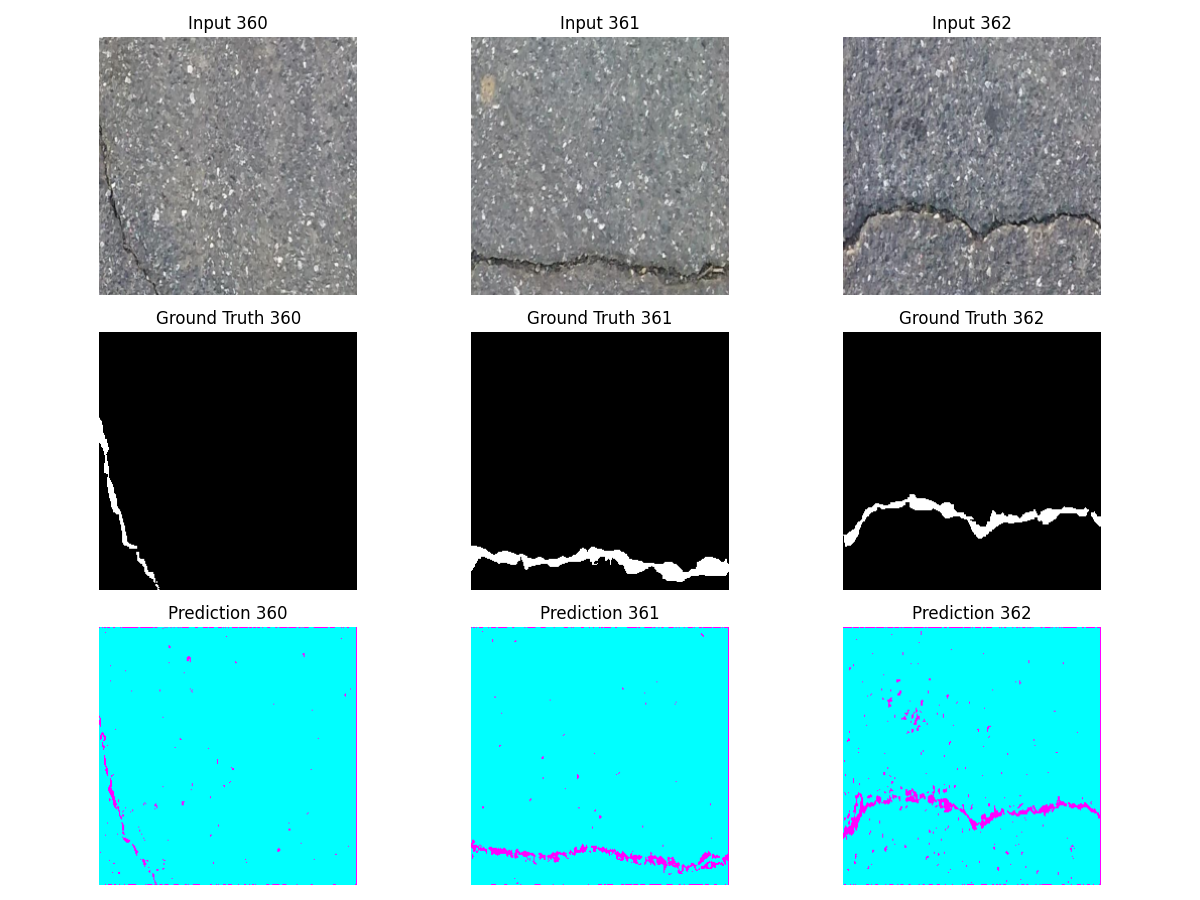 Input 360
Input 361
Input 362
Ground Truth 360
Ground Truth 361
Ground Truth 362
Prediction 360
Prediction 361
Prediction 362